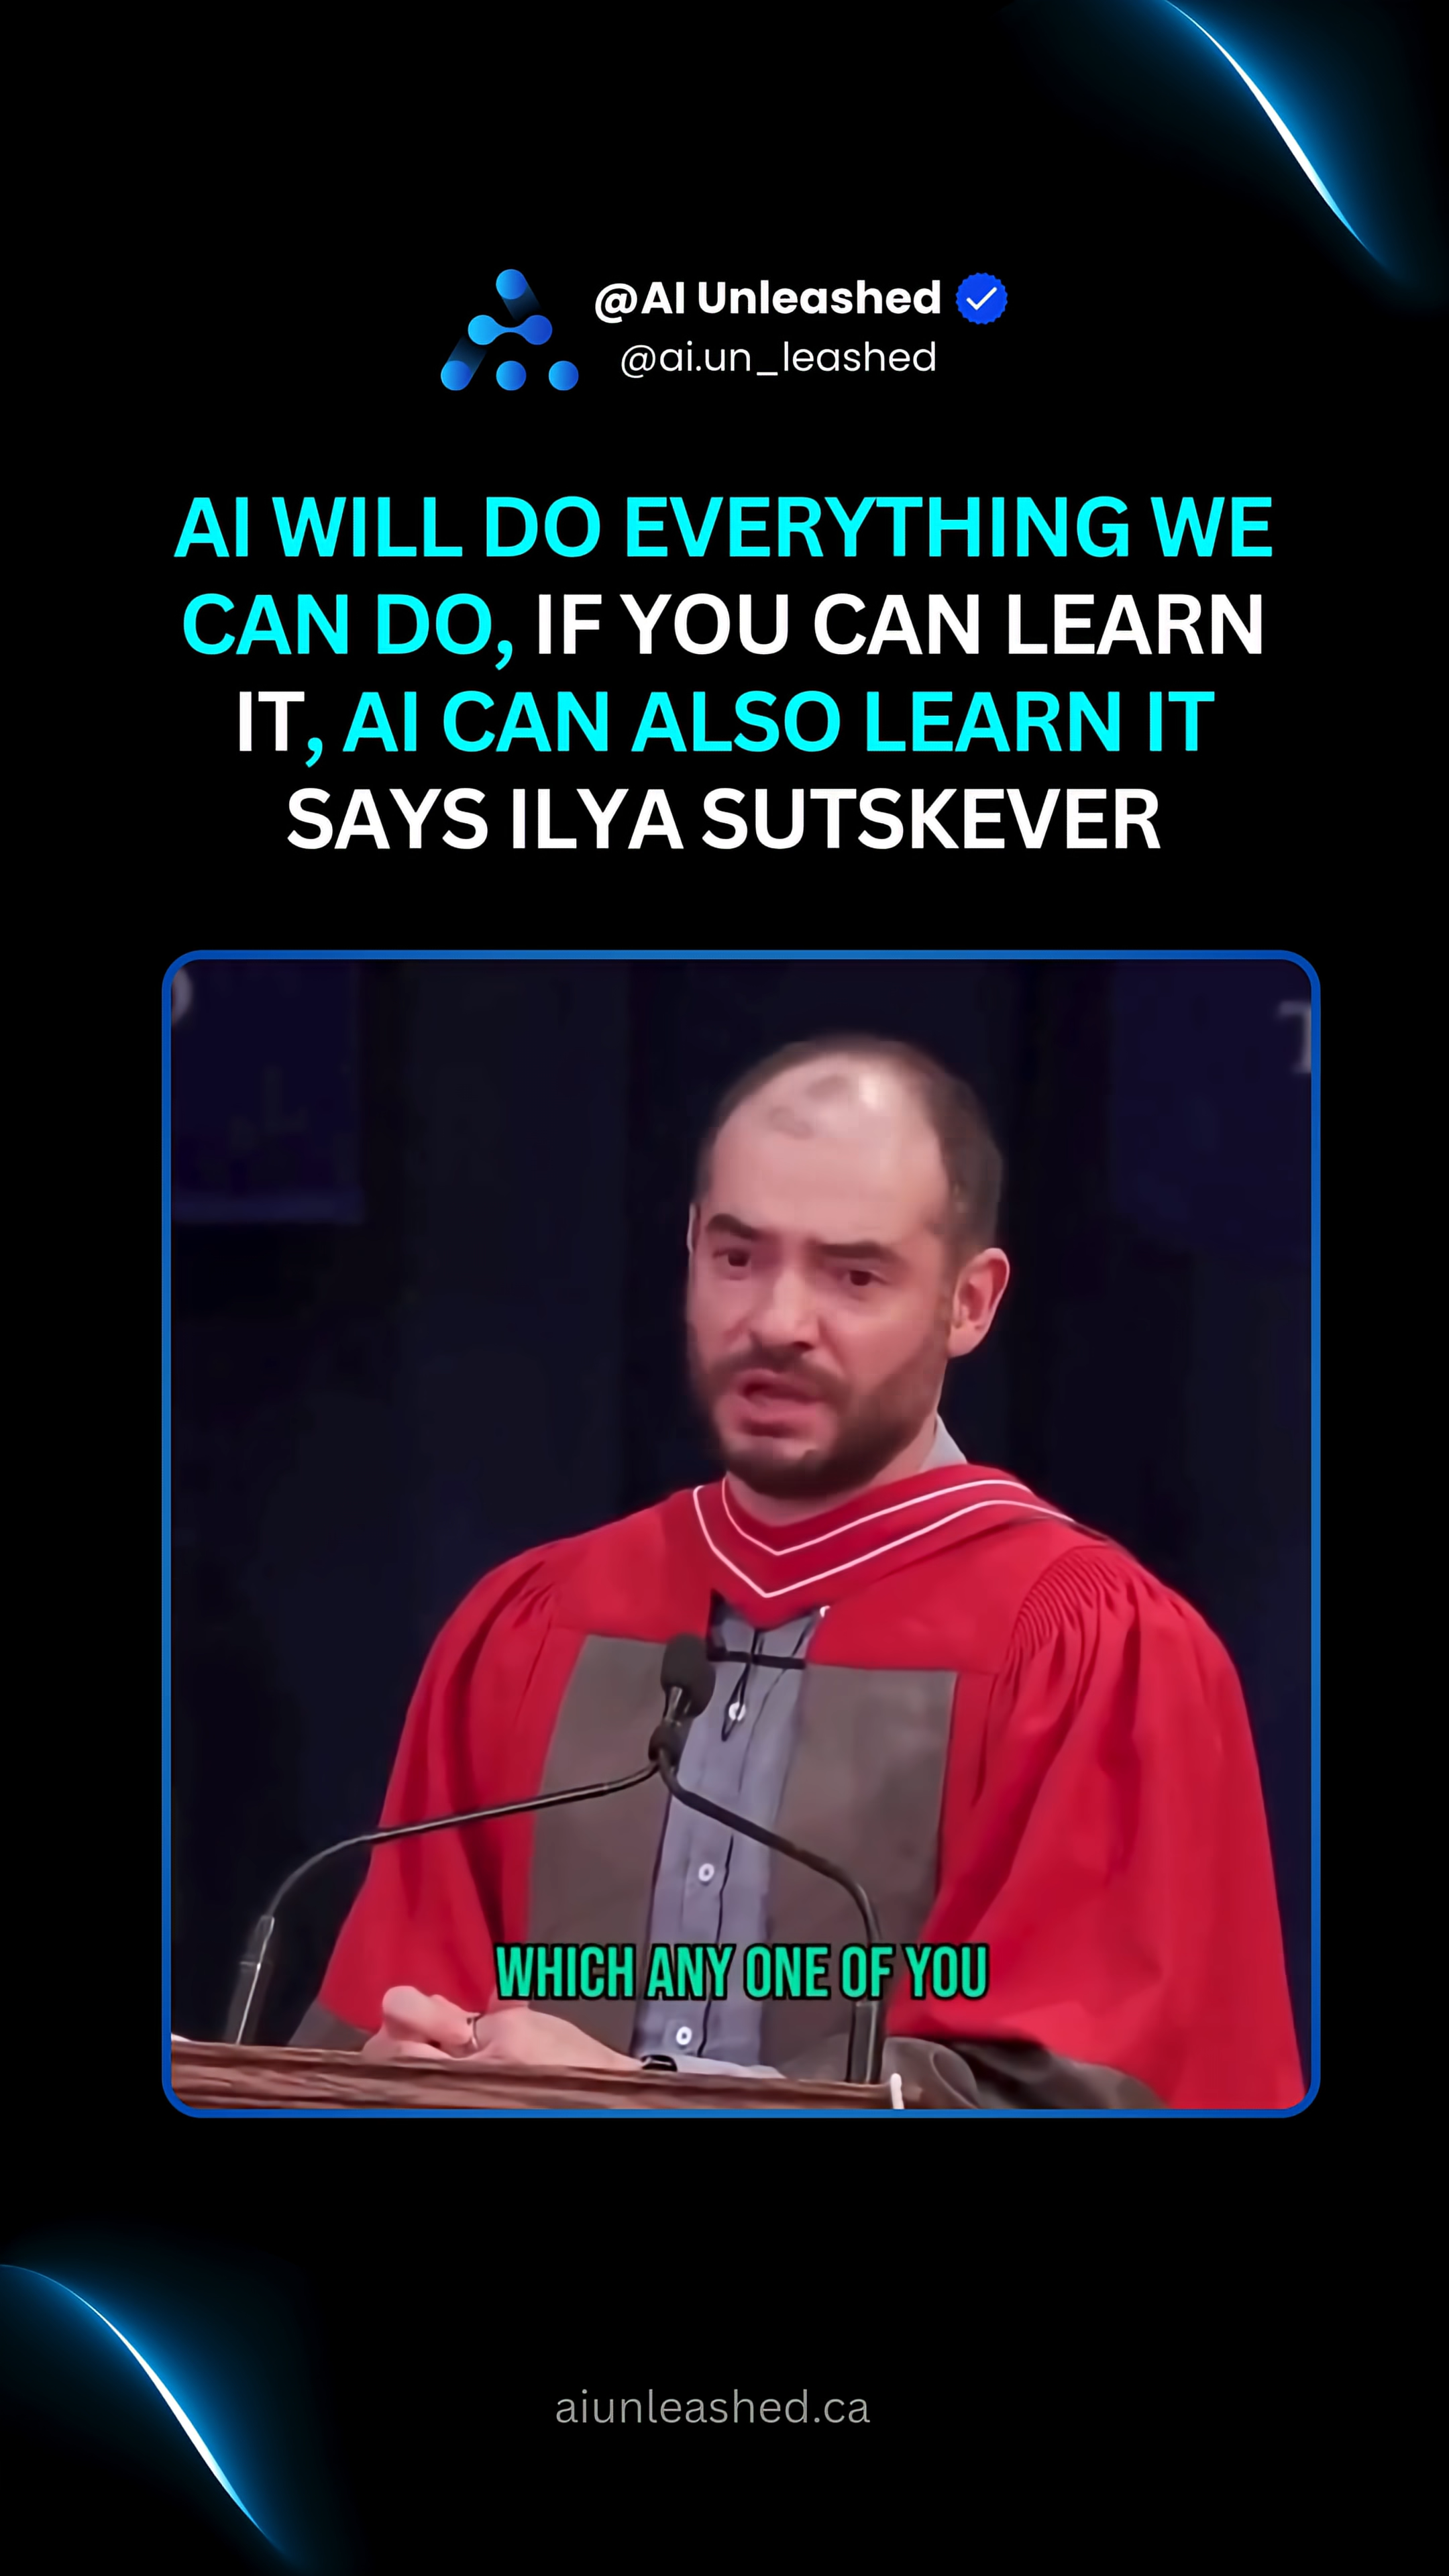 @AI Unleashed
@ai.un_leashed
AI WILL DO EVERYTHING WE
CAN DO, IF YOU CAN LEARN
IT, AI CAN ALSO LEARN IT
SAYS ILYA SUTSKEVER
WHICH ANY ONE OF YOU
aiunleashed.ca